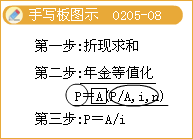 手写板图示 0205-08
第一步:折现求和
第二步:年金等值化
P=A(P/A,i,n)
第三步:P=A/i